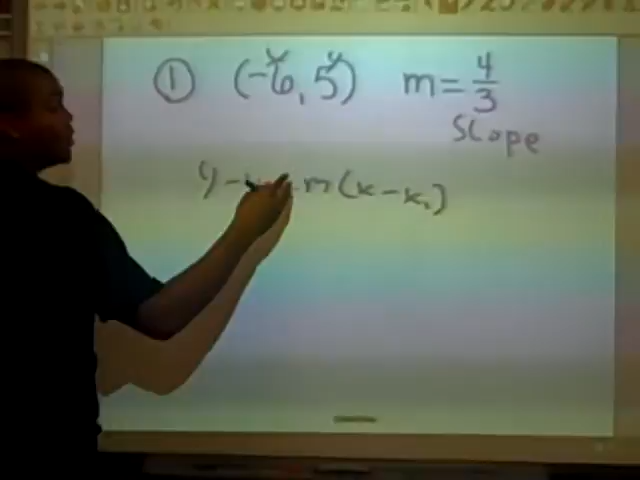 ① (-6, 5) m = 4/3
x y
Slope
y - m(x - x₁)